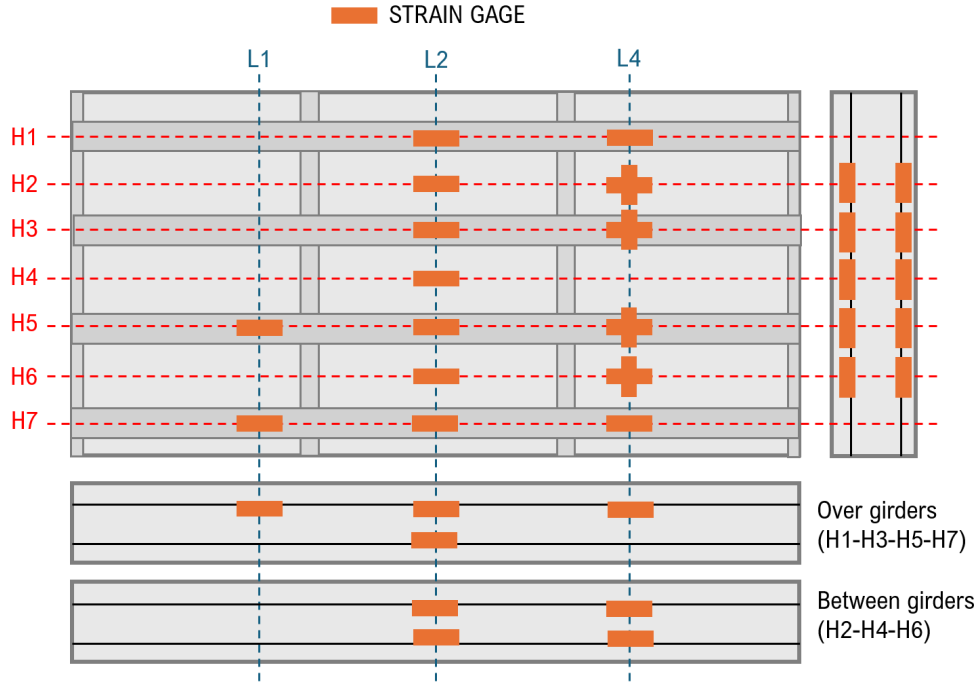 STRAIN GAGE
L1
L2
L4
H1
H2
H3
H4
H5
H6
H7
Over girders
(H1-H3-H5-H7)
Between girders
(H2-H4-H6)